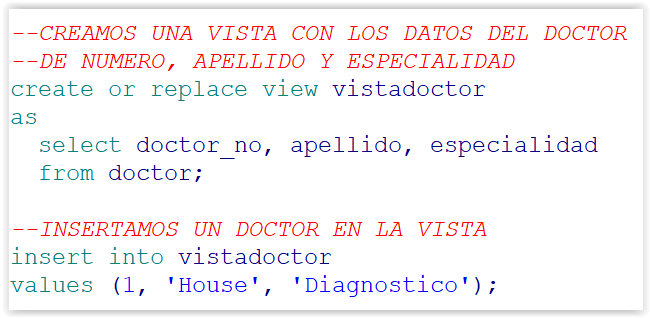 --CREAMOS UNA VISTA CON LOS DATOS DEL DOCTOR
--DE NUMERO, APELLIDO Y ESPECIALIDAD
create or replace view vistadoctor
as
  select doctor_no, apellido, especialidad
  from doctor;

--INSERTAMOS UN DOCTOR EN LA VISTA
insert into vistadoctor
values (1, 'House', 'Diagnostico');